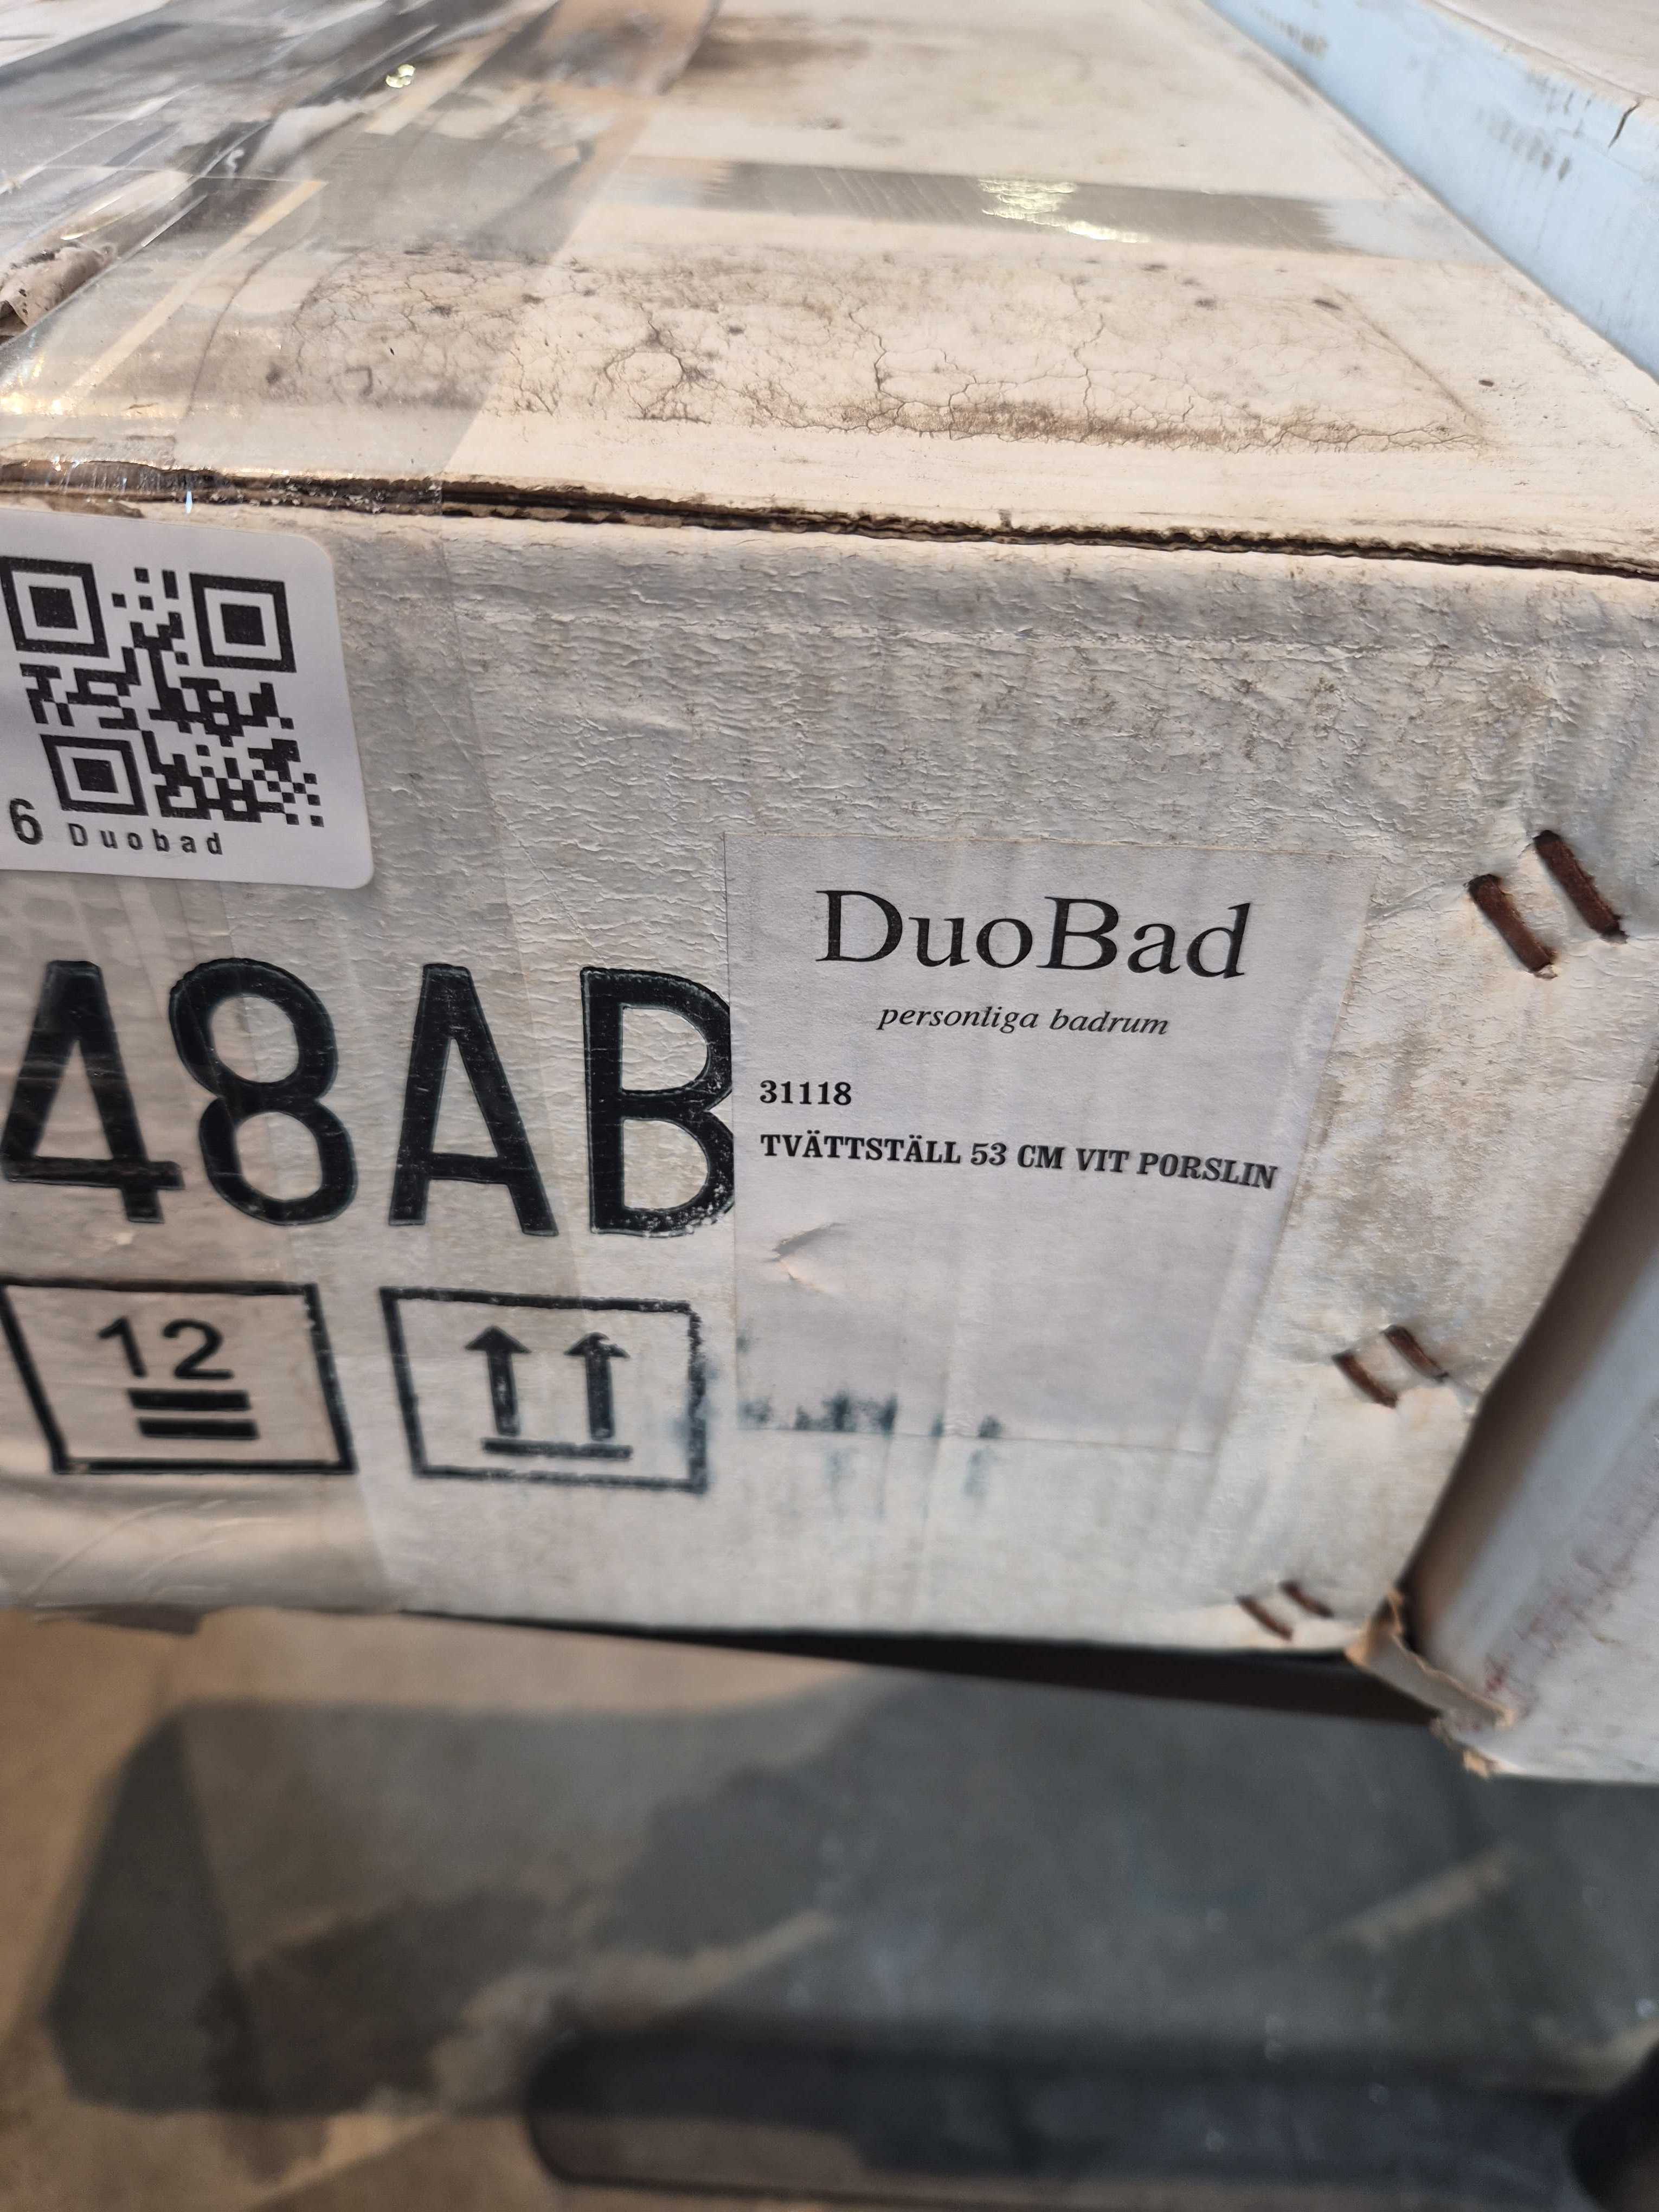 6 Duobad
DuoBad
personliga badrum
31118
TVÄTTSTÄLL 53 CM VIT PORSLIN
48AB
12